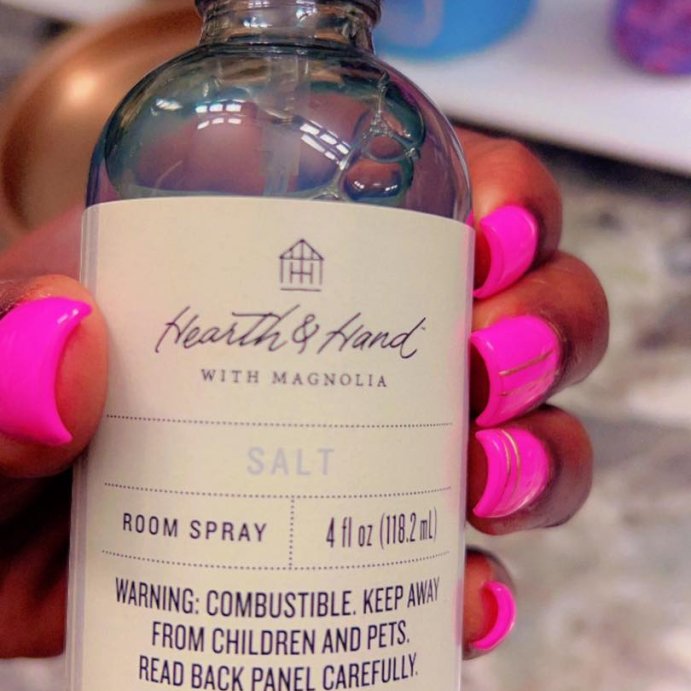 Hearth & Hand™
WITH MAGNOLIA
SALT
ROOM SPRAY
4 fl oz (118.2 mL)
WARNING: COMBUSTIBLE. KEEP AWAY
FROM CHILDREN AND PETS.
READ BACK PANEL CAREFULLY.